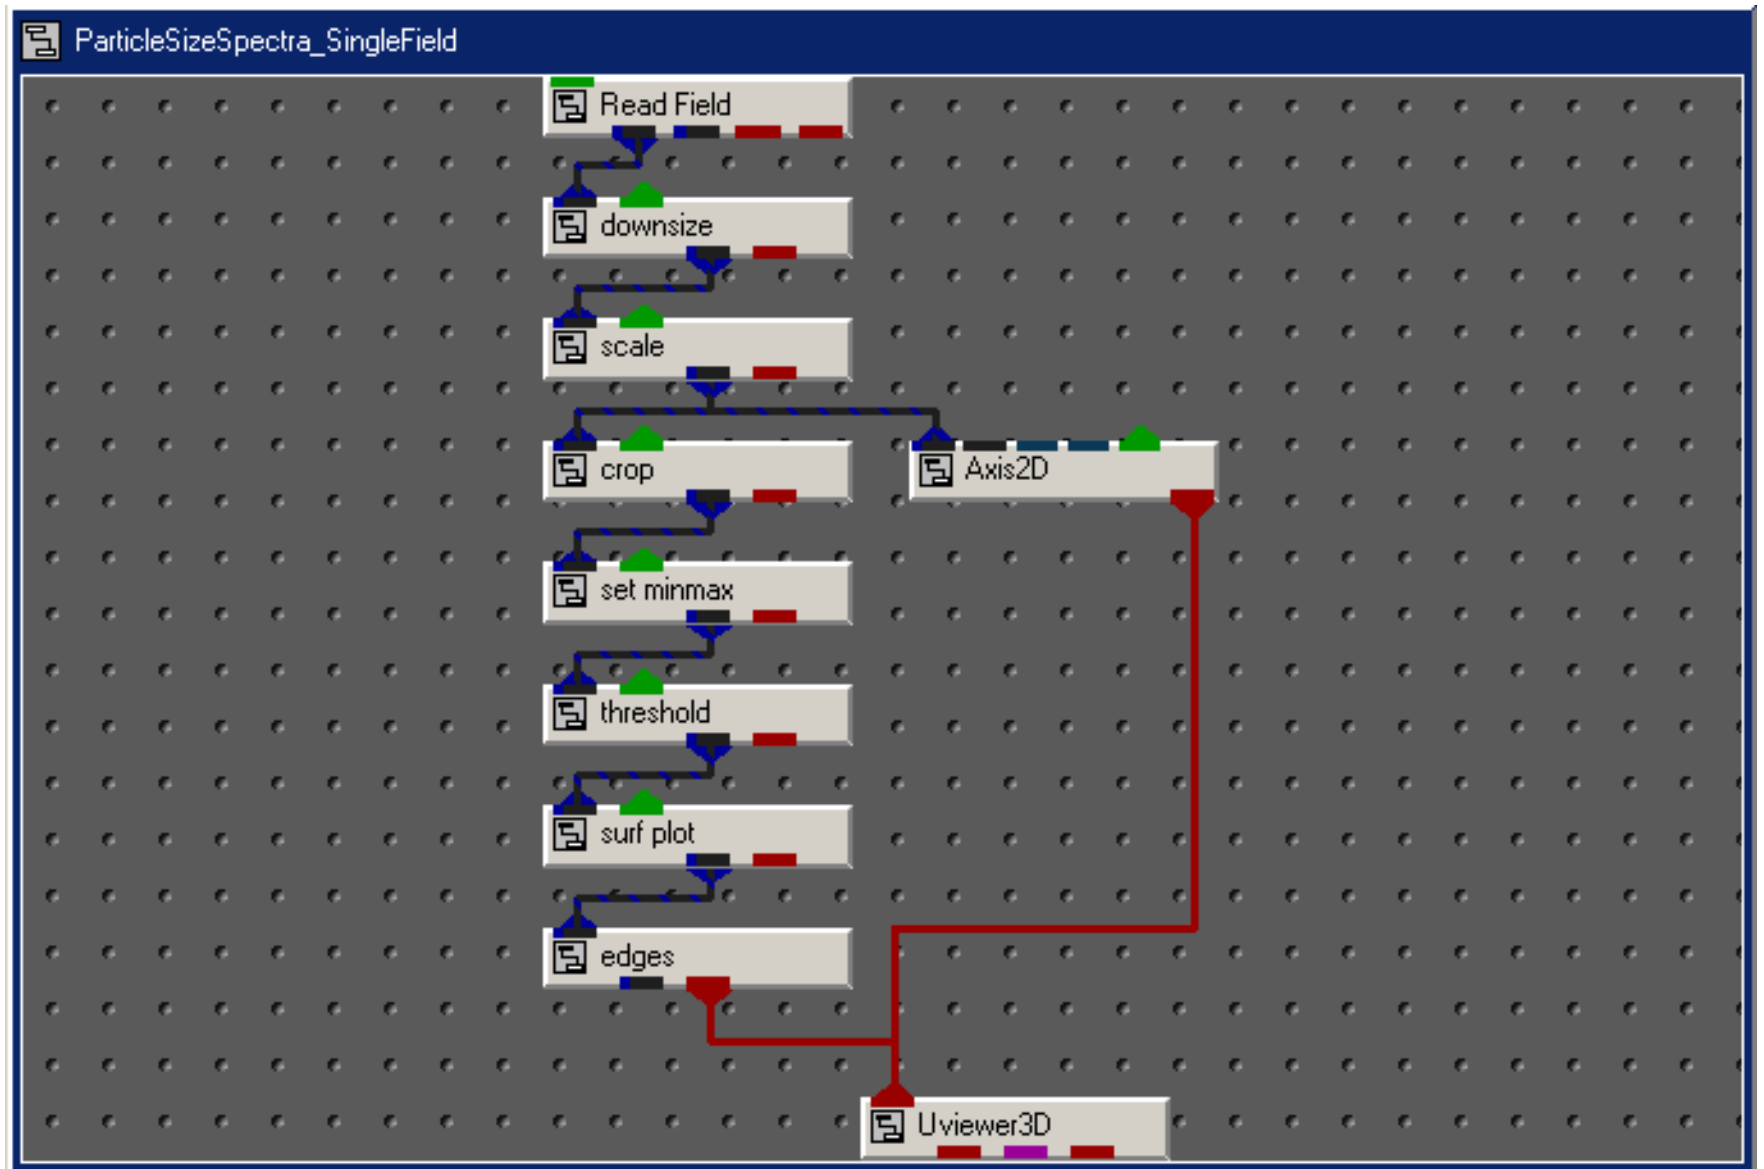 ParticleSizeSpectra_SingleField
Read Field
downsize
scale
crop
Axis2D
set minmax
threshold
surf plot
edges
Uviewer3D